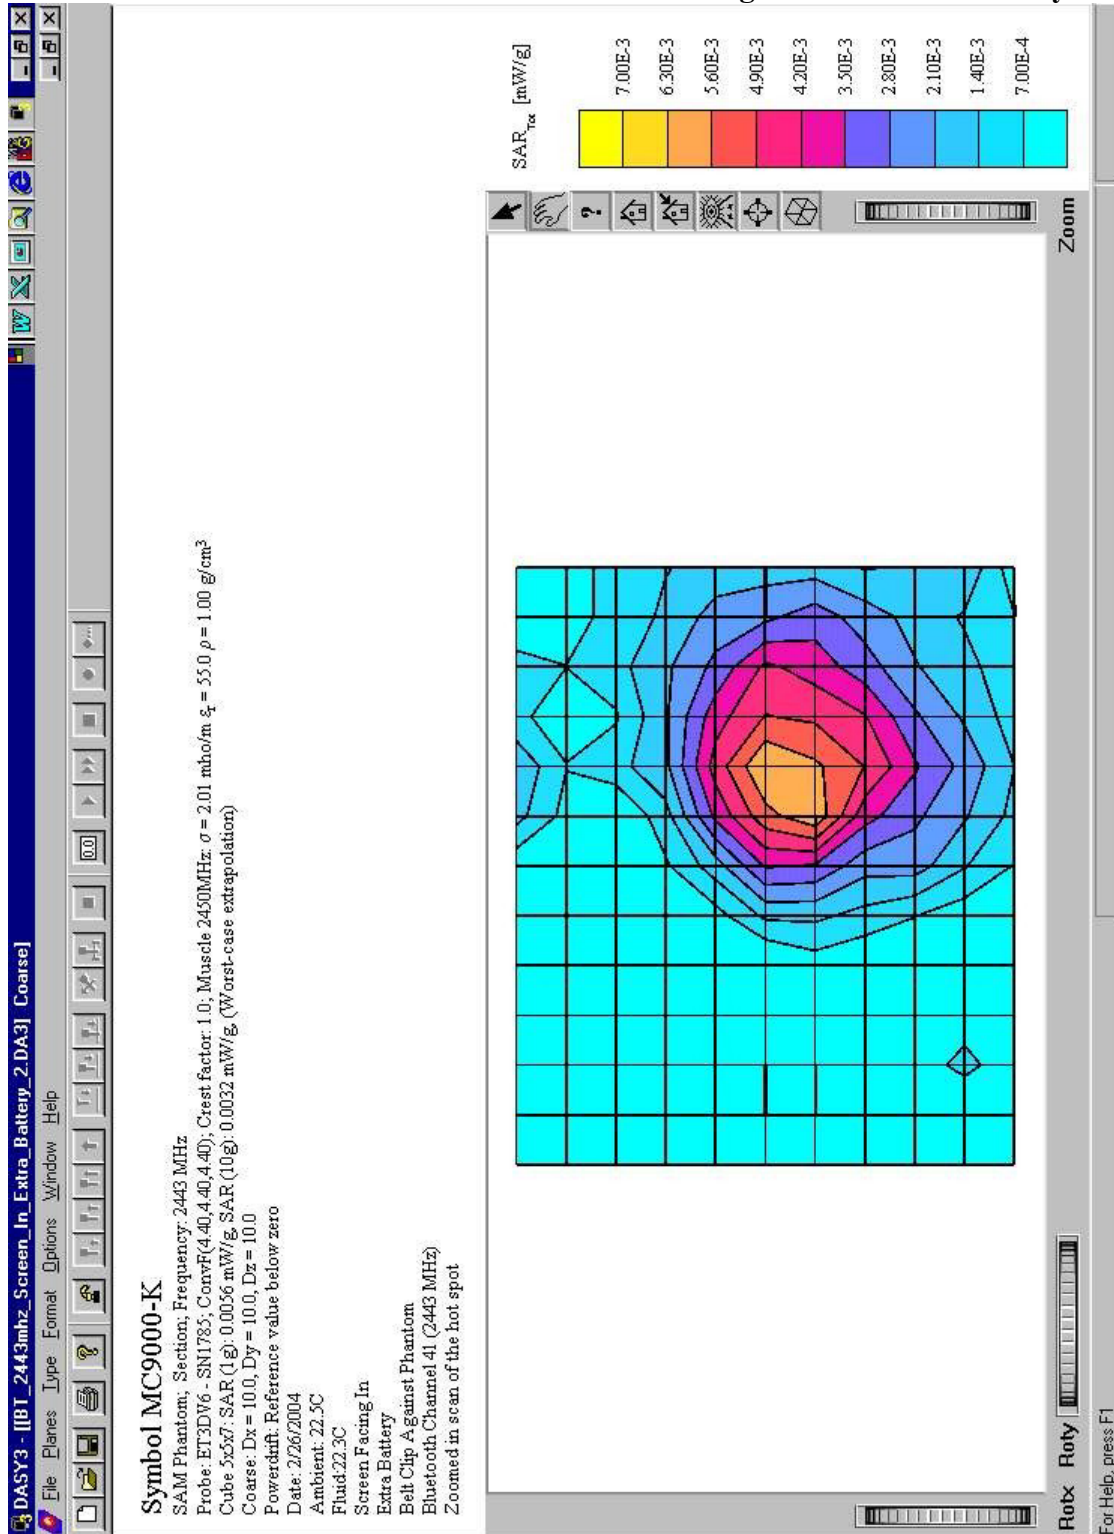 DASY3 - [[BT_2443mhz_Screen_In_Extra_Battery_2.DA3] Coarse]
File Planes Type Format Options Window Help
Symbol MC9000-K
SAM Phantom; Section; Frequency: 2443 MHz
Probe: ET3DV6 - SN1785; ConvF(4.40,4.40,4.40); Crest factor: 1.0; Muscle 2450MHz: σ = 2.01 mho/m εr = 55.0 ρ = 1.00 g/cm³
Cube 5x5x7: SAR (1g): 0.0056 mW/g, SAR (10g): 0.0032 mW/g, (Worst-case extrapolation)
Coarse: Dx = 10.0, Dy = 10.0, Dz = 10.0
Powerdrift: Reference value below zero
Date: 2/26/2004
Ambient: 22.5C
Fluid:22.3C
Screen Facing In
Extra Battery
Belt Clip Against Phantom
Bluetooth Channel 41 (2443 MHz)
Zoomed in scan of the hot spot
SAR_Tot [mW/g]
7.00E-3
6.30E-3
5.60E-3
4.90E-3
4.20E-3
3.50E-3
2.80E-3
2.10E-3
1.40E-3
7.00E-4
Rotx Roty Zoom
For Help, press F1